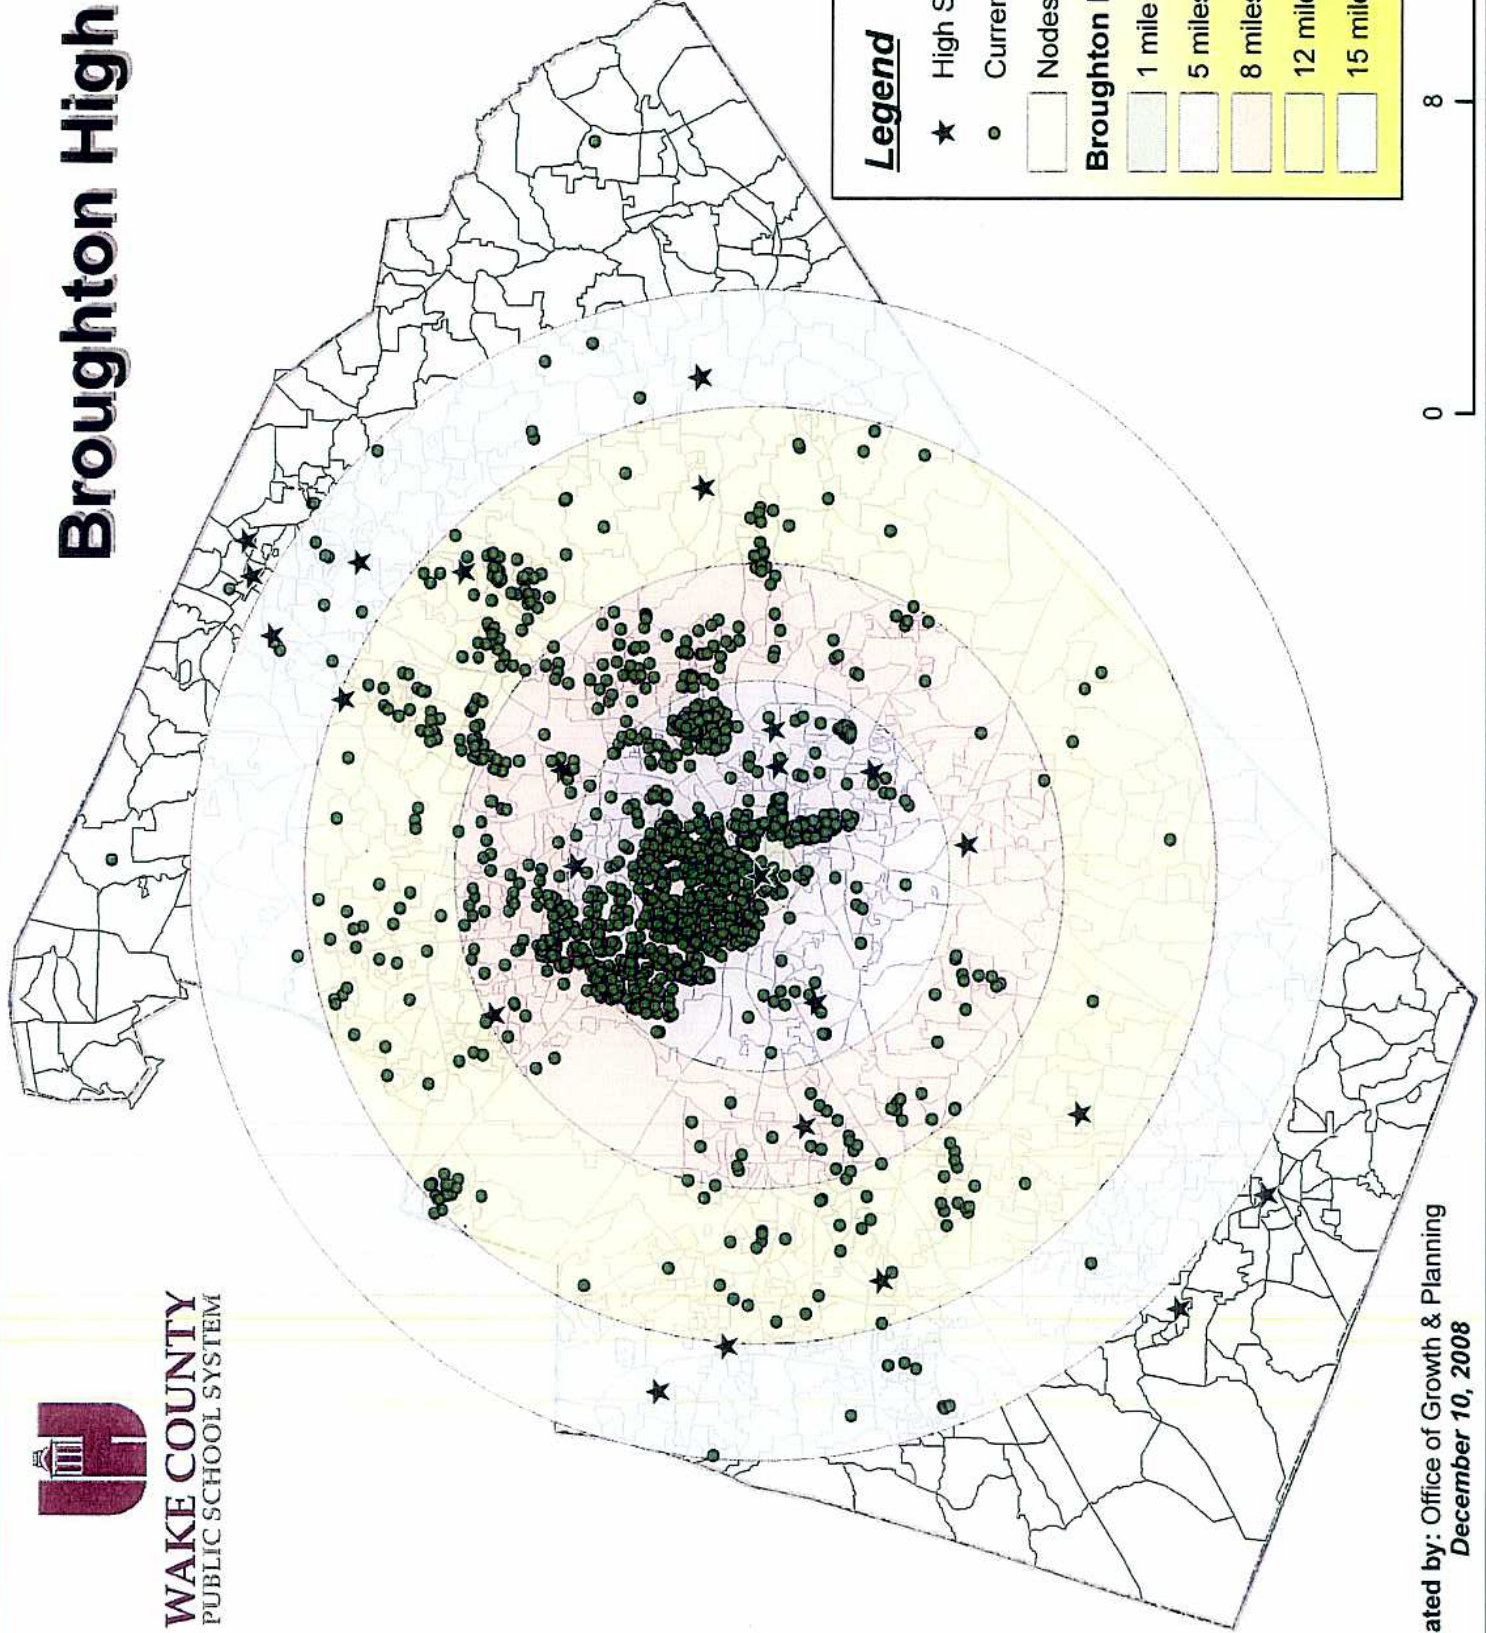 WAKE COUNTY
PUBLIC SCHOOL SYSTEM
Broughton High
Legend
High S
Curren
Nodes
Broughton
1 mile
5 miles
8 miles
12 mile
15 mile
0 8
ated by: Office of Growth & Planning
December 10, 2008